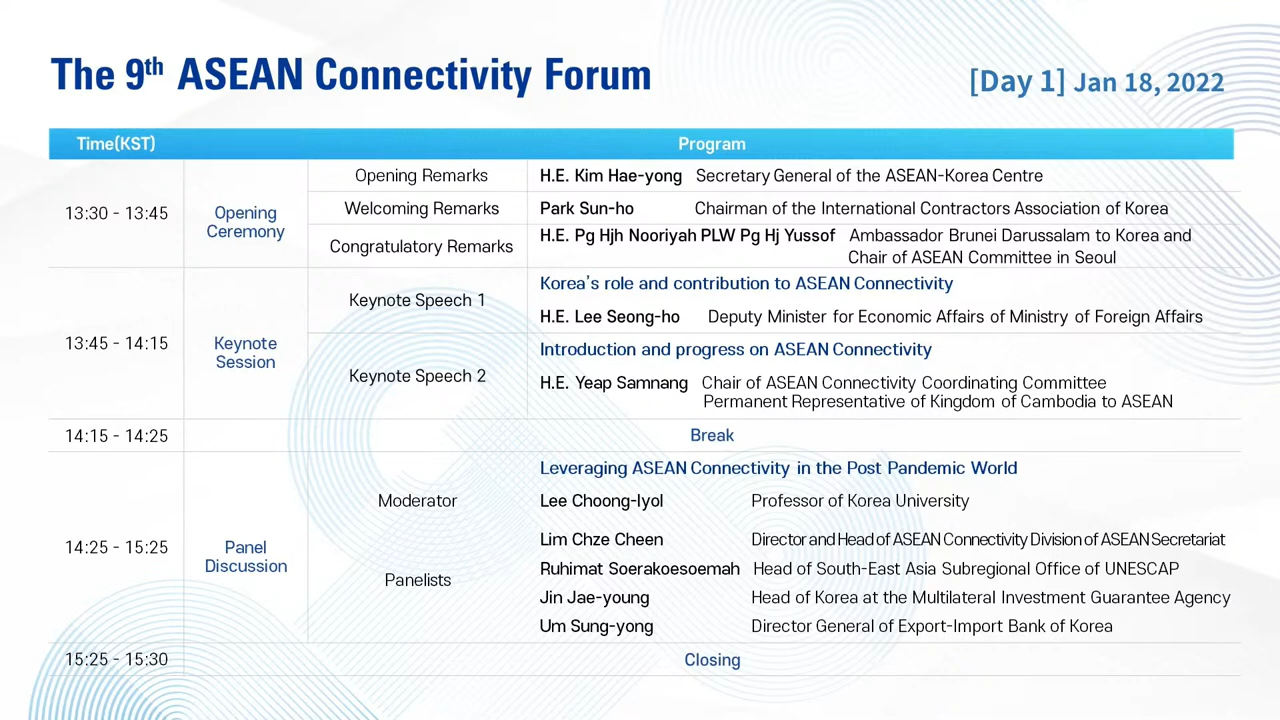 The 9th ASEAN Connectivity Forum
[Day 1] Jan 18, 2022
Time(KST) Program
13:30 - 13:45
Opening
Ceremony
Opening Remarks H.E. Kim Hae-yong Secretary General of the ASEAN-Korea Centre
Welcoming Remarks Park Sun-ho Chairman of the International Contractors Association of Korea
Congratulatory Remarks H.E. Pg Hjh Nooriyah PLW Pg Hj Yussof Ambassador Brunei Darussalam to Korea and
Chair of ASEAN Committee in Seoul
13:45 - 14:15
Keynote
Session
Keynote Speech 1
Korea's role and contribution to ASEAN Connectivity
H.E. Lee Seong-ho Deputy Minister for Economic Affairs of Ministry of Foreign Affairs
Keynote Speech 2
Introduction and progress on ASEAN Connectivity
H.E. Yeap Samnang Chair of ASEAN Connectivity Coordinating Committee
Permanent Representative of Kingdom of Cambodia to ASEAN
14:15 - 14:25 Break
14:25 - 15:25
Panel
Discussion
Leveraging ASEAN Connectivity in the Post Pandemic World
Moderator Lee Choong-lyol Professor of Korea University
Panelists
Lim Chze Cheen Director and Head of ASEAN Connectivity Division of ASEAN Secretariat
Ruhimat Soerakoesoemah Head of South-East Asia Subregional Office of UNESCAP
Jin Jae-young Head of Korea at the Multilateral Investment Guarantee Agency
Um Sung-yong Director General of Export-Import Bank of Korea
15:25 - 15:30 Closing